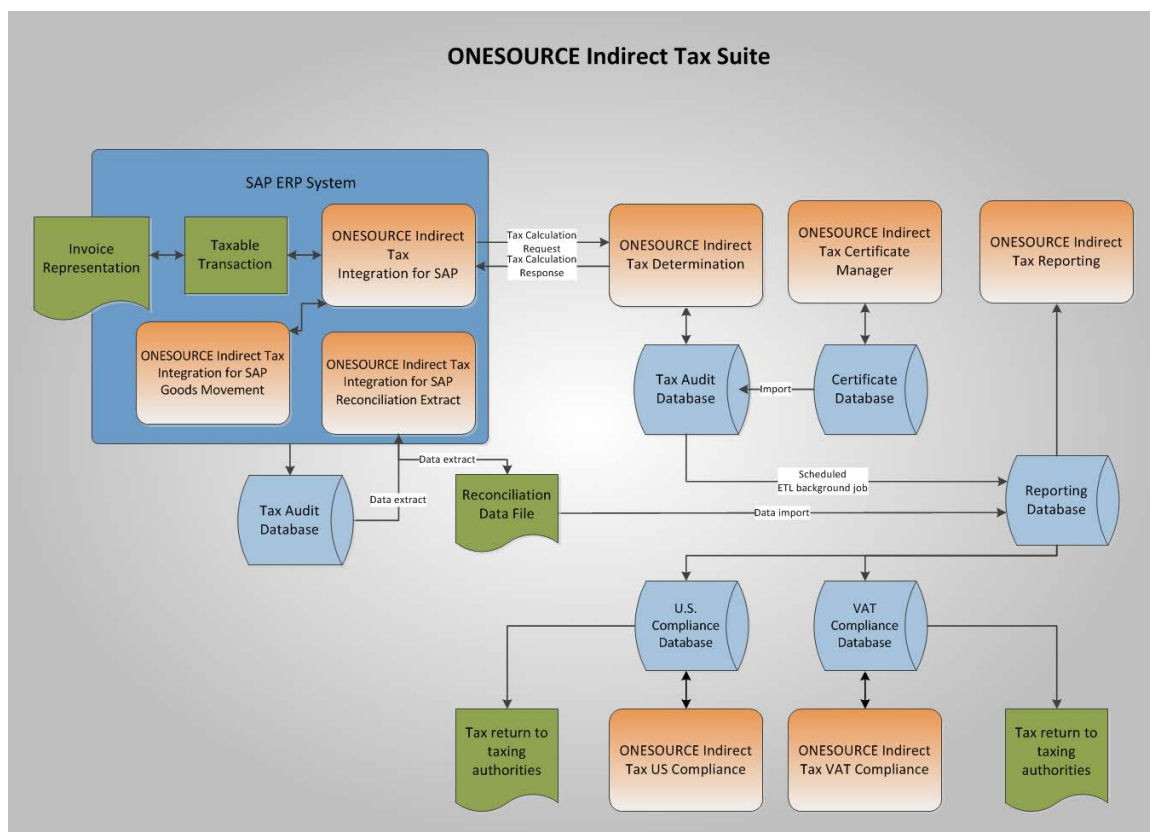 ONESOURCE Indirect Tax Suite
SAP ERP System
Invoice
Representation
Taxable
Transaction
ONESOURCE Indirect
Tax
Integration for SAP
Tax Calculation
Request
Tax Calculation
Response
ONESOURCE Indirect
Tax Determination
ONESOURCE Indirect
Tax Certificate
Manager
ONESOURCE Indirect
Tax Reporting
ONESOURCE Indirect Tax
Integration for SAP
Goods Movement
ONESOURCE Indirect Tax
Integration for SAP
Reconciliation Extract
Tax Audit
Database
Import
Certificate
Database
Data extract
Scheduled
ETL background job
Tax Audit
Database
Data extract
Reconciliation
Data File
Data import
Reporting
Database
U.S.
Compliance
Database
VAT
Compliance
Database
Tax return to
taxing
authorities
ONESOURCE Indirect
Tax US Compliance
ONESOURCE Indirect
Tax VAT Compliance
Tax return to
taxing
authorities